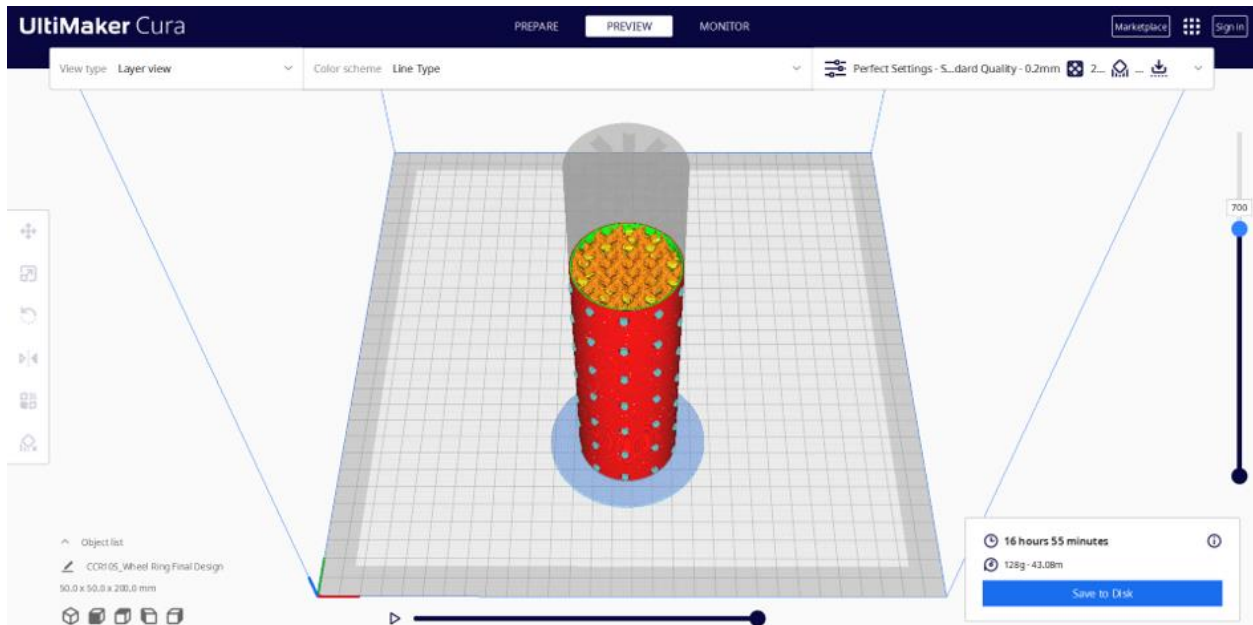 UltiMaker Cura
PREPARE PREVIEW MONITOR
Marketplace Sign In
View type Layer view
Color scheme Line Type
Perfect Settings - S...dard Quality - 0.2mm 2... ...
700
Object list
CCR10S_Wheel Ring Final Design
50.0 x 50.0 x 200.0 mm
16 hours 55 minutes
128g · 43.08m
Save to Disk